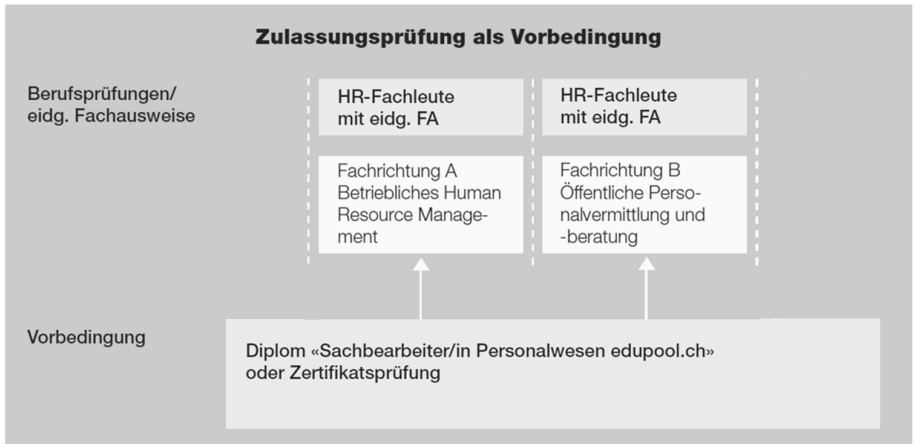 Zulassungsprüfung als Vorbedingung
Berufsprüfungen/
eidg. Fachausweise
HR-Fachleute
mit eidg. FA
HR-Fachleute
mit eidg. FA
Fachrichtung A
Betriebliches Human
Resource Manage-
ment
Fachrichtung B
Öffentliche Perso-
nalvermittlung und
-beratung
Vorbedingung
Diplom «Sachbearbeiter/in Personalwesen edupool.ch»
oder Zertifikatsprüfung